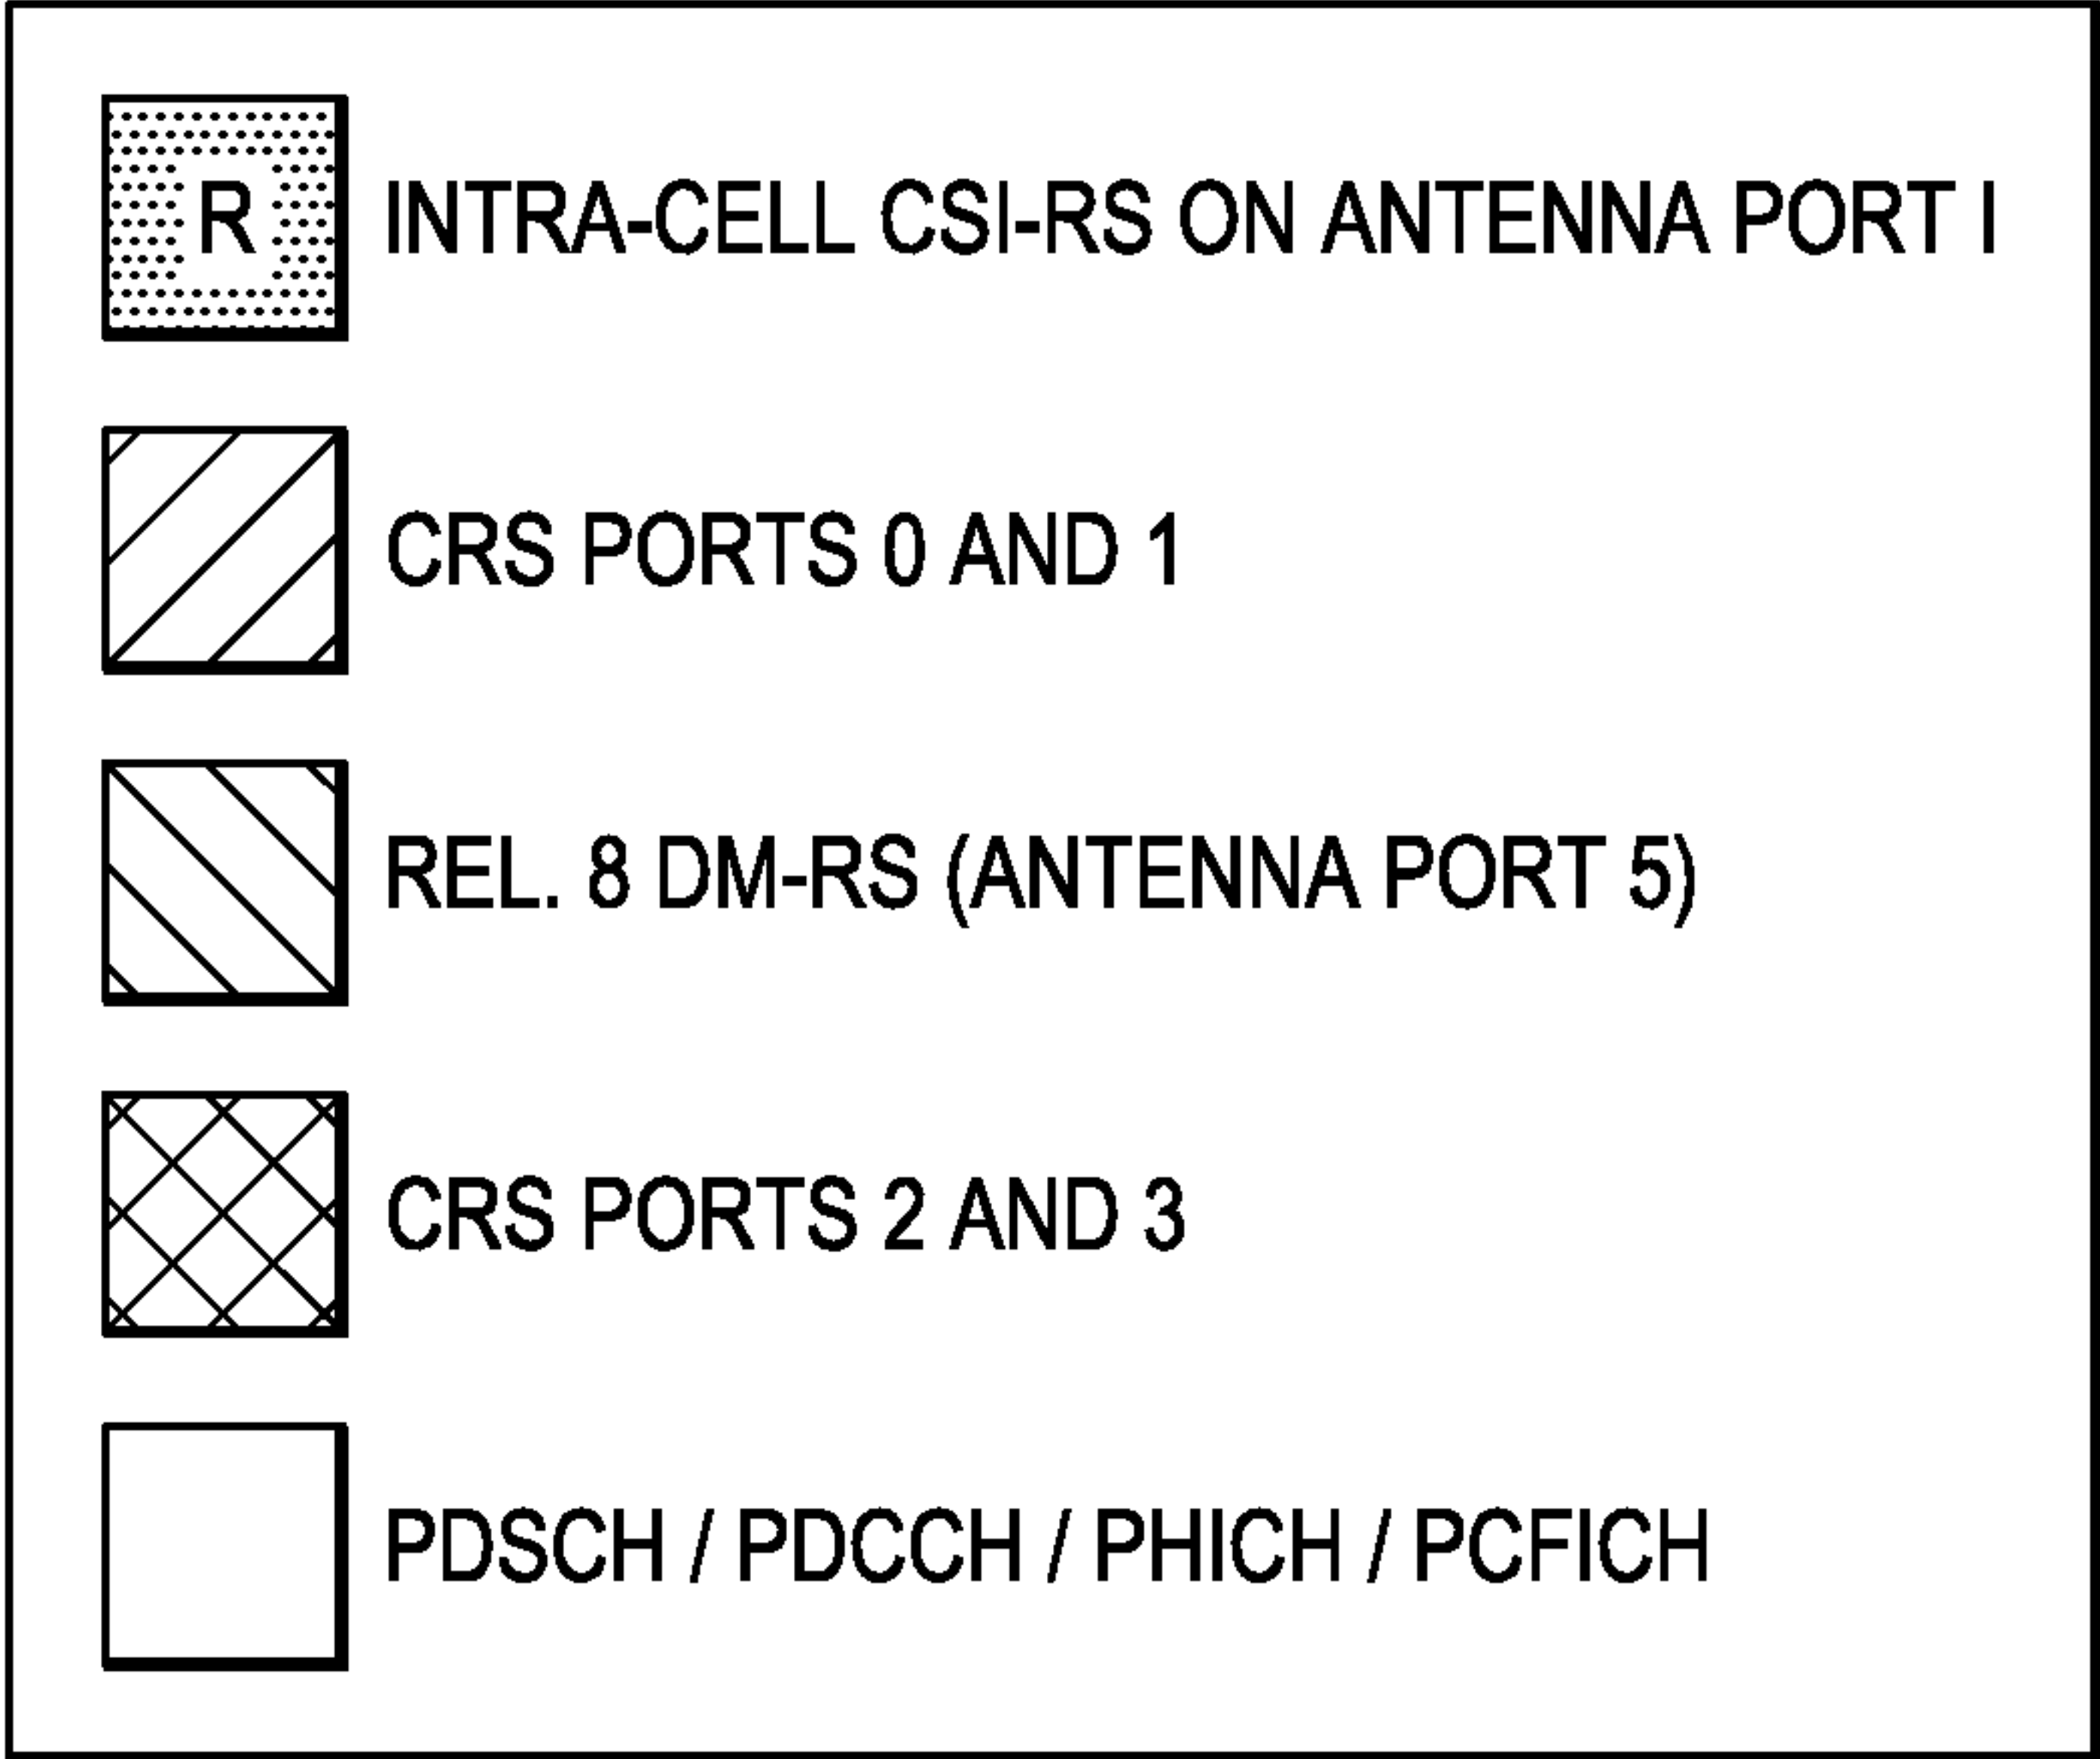 R INTRA-CELL CSI-RS ON ANTENNA PORT I
CRS PORTS 0 AND 1
REL. 8 DM-RS (ANTENNA PORT 5)
CRS PORTS 2 AND 3
PDSCH / PDCCH / PHICH / PCFICH